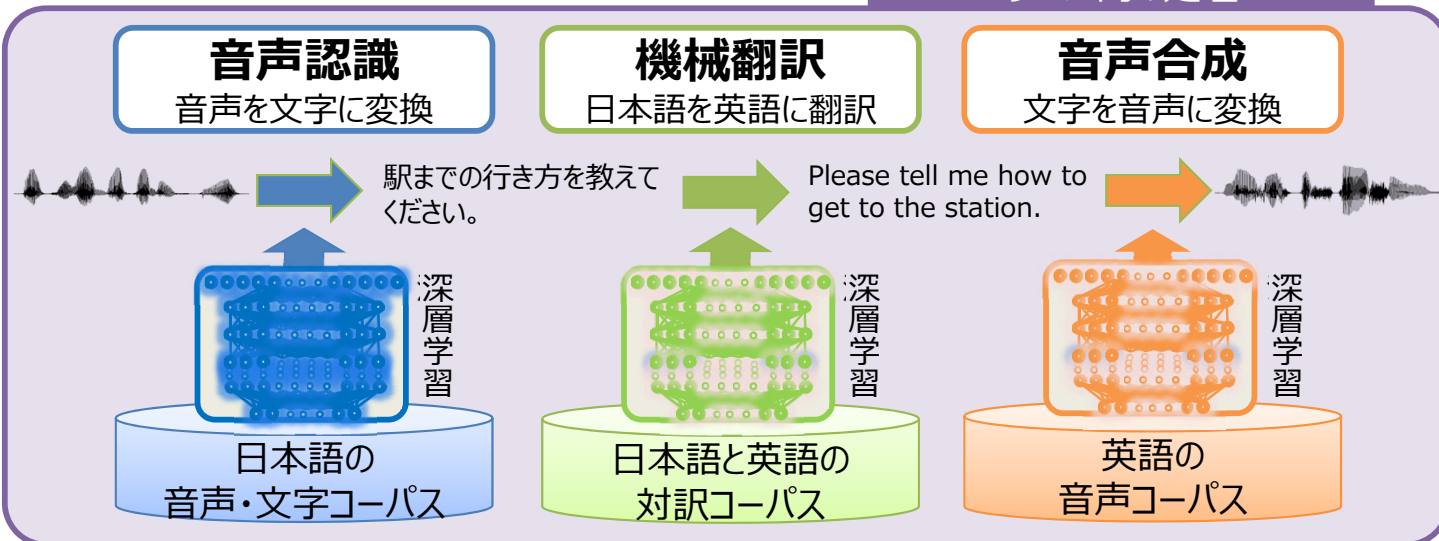 音声認識
音声を文字に変換
機械翻訳
日本語を英語に翻訳
音声合成
文字を音声に変換
駅までの行き方を教えて
ください。
Please tell me how to
get to the station.
深層学習
深層学習
深層学習
日本語の
音声・文字コーパス
日本語と英語の
対訳コーパス
英語の
音声コーパス